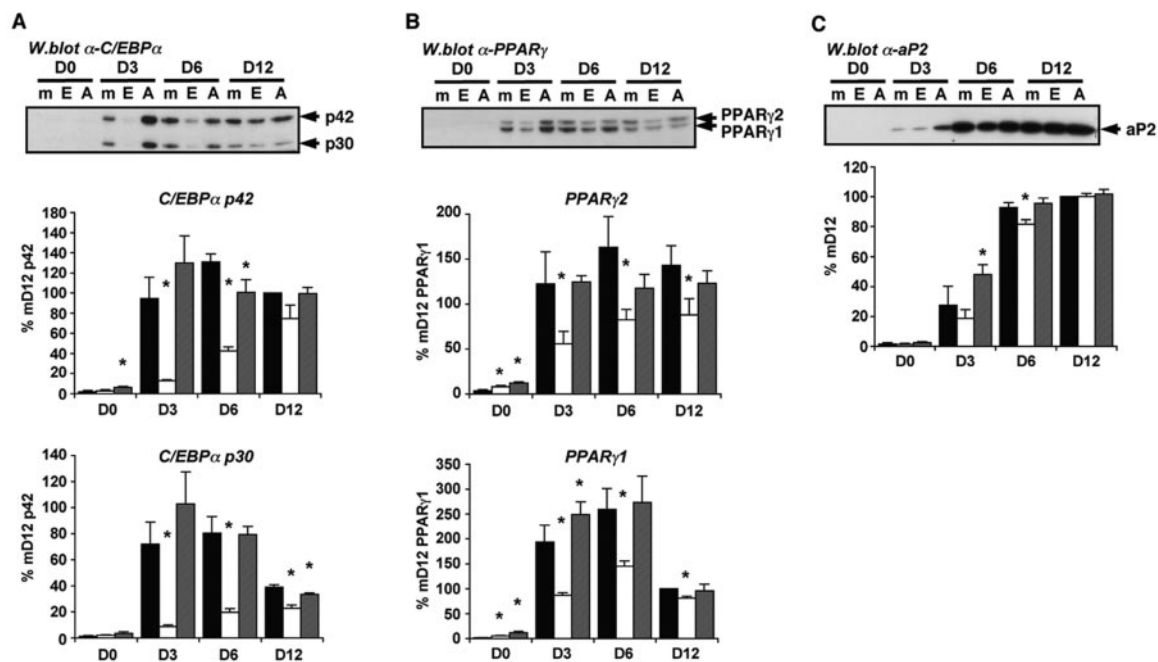 A
W.blot α-C/EBPα
D0 D3 D6 D12
m E A m E A m E A m E A
p42
p30
C/EBPα p42
% mD12 p42
180
160
140
120
100
80
60
40
20
0
* * * *
D0 D3 D6 D12
C/EBPα p30
% mD12 p42
140
120
100
80
60
40
20
0
* * * *
D0 D3 D6 D12
B
W.blot α-PPARγ
D0 D3 D6 D12
m E A m E A m E A m E A
PPARγ2
PPARγ1
PPARγ2
% mD12 PPARγ1
200
150
100
50
0
* * * * *
D0 D3 D6 D12
PPARγ1
% mD12 PPARγ1
350
300
250
200
150
100
50
0
* * * * * *
D0 D3 D6 D12
C
W.blot α-aP2
D0 D3 D6 D12
m E A m E A m E A m E A
aP2
% mD12
120
100
80
60
40
20
0
* *
D0 D3 D6 D12